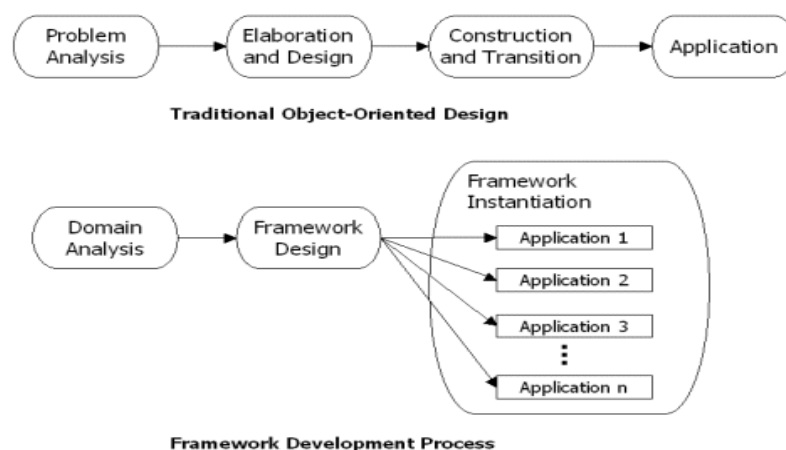 Problem
Analysis
Elaboration
and Design
Construction
and Transition
Application
Traditional Object-Oriented Design
Domain
Analysis
Framework
Design
Framework
Instantiation
Application 1
Application 2
Application 3
Application n
Framework Development Process